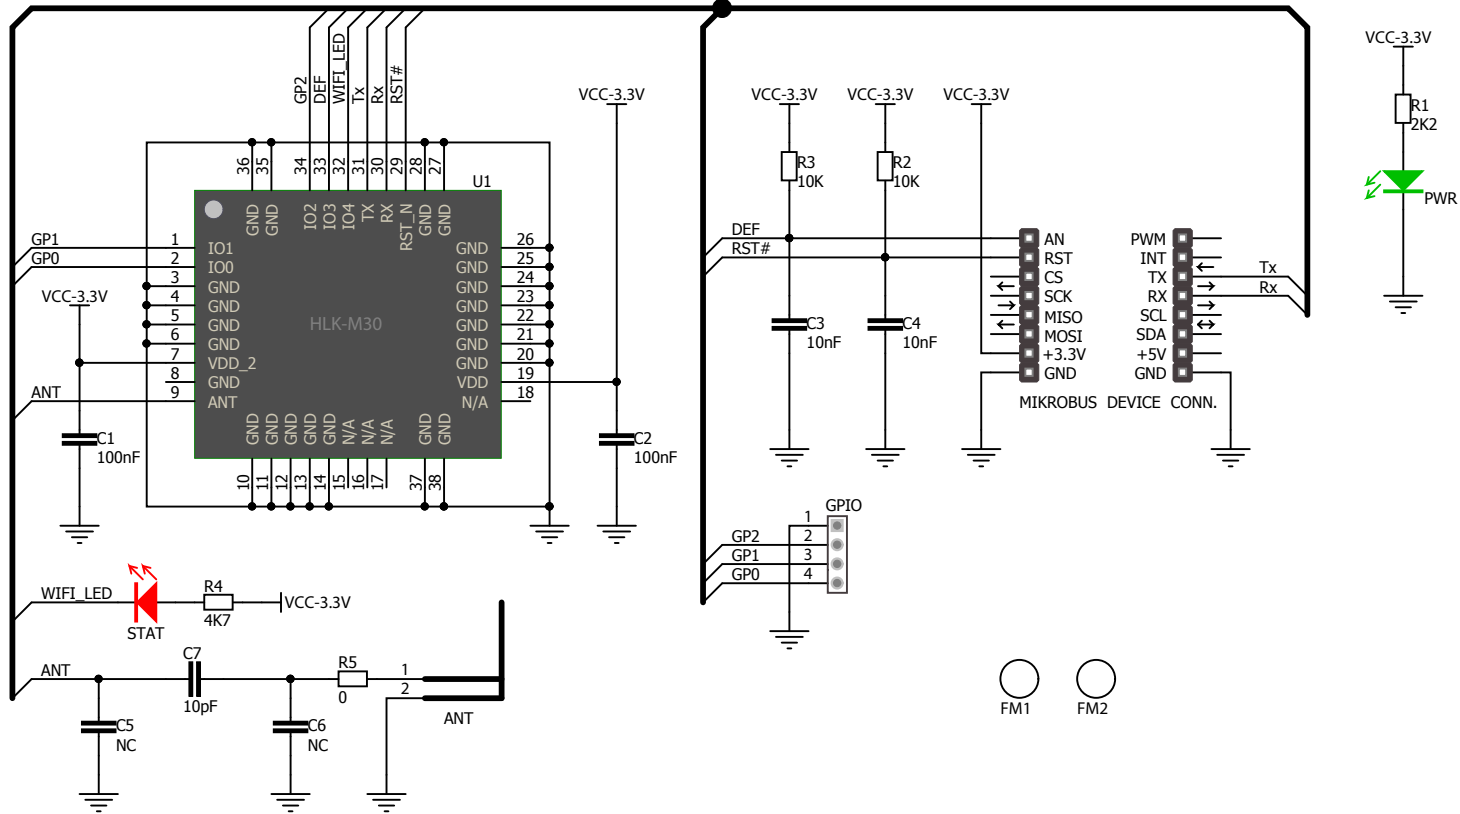 GP2
DEF
WIFI_LED
Tx
Rx
RST#
36
35
34
33
32
31
30
29
28
27
U1
GND
GND
IO2
IO3
IO4
TX
RX
RST_N
GND
GND
GP1 1 IO1
GP0 2 IO0
3 GND
4 GND
5 GND
6 GND
7 VDD_2
8 GND
ANT 9 ANT
VCC-3.3V
HLK-M30
GND 26
GND 25
GND 24
GND 23
GND 22
GND 21
GND 20
VDD 19
N/A 18
GND
GND
GND
GND
GND
N/A
N/A
N/A
GND
GND
10
11
12
13
14
15
16
17
37
38
C1
100nF
VCC-3.3V
C2
100nF
WIFI_LED
STAT
R4
4K7
VCC-3.3V
ANT
C7
10pF
R5
0
1
2
ANT
C5
NC
C6
NC
VCC-3.3V
VCC-3.3V
VCC-3.3V
R3
10K
R2
10K
DEF
RST#
C3
10nF
C4
10nF
AN
RST
CS
SCK
MISO
MOSI
+3.3V
GND
PWM
INT
TX
RX
SCL
SDA
+5V
GND
Tx
Rx
MIKROBUS DEVICE CONN.
GPIO
1
GP2 2
GP1 3
GP0 4
VCC-3.3V
R1
2K2
PWR
FM1
FM2